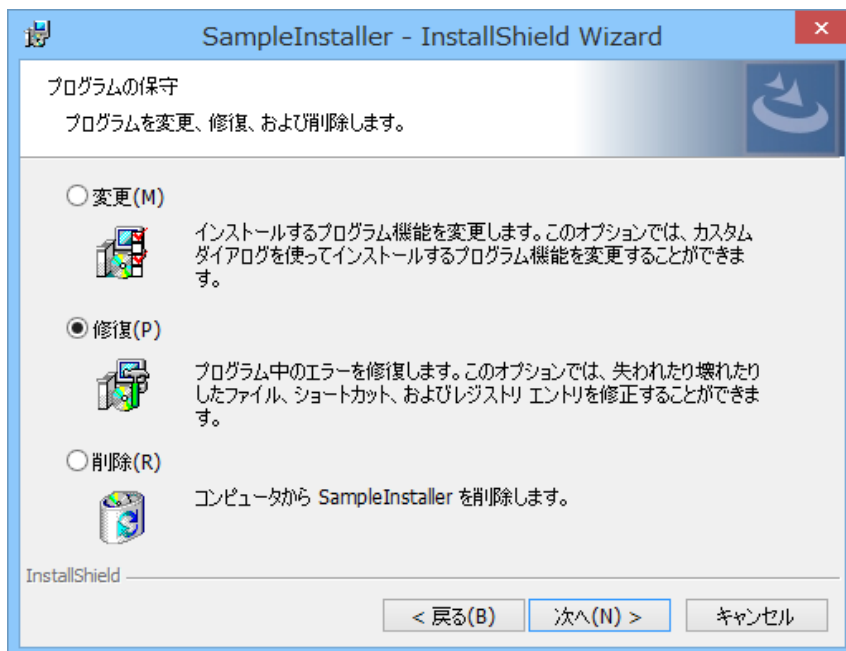 SampleInstaller - InstallShield Wizard
プログラムの保守
プログラムを変更、修復、および削除します。
変更(M)
インストールするプログラム機能を変更します。このオプションでは、カスタム
ダイアログを使ってインストールするプログラム機能を変更することができま
す。
修復(P)
プログラム中のエラーを修復します。このオプションでは、失われたり壊れたり
したファイル、ショートカット、およびレジストリ エントリを修正することができま
す。
削除(R)
コンピュータから SampleInstaller を削除します。
InstallShield
< 戻る(B)
次へ(N) >
キャンセル